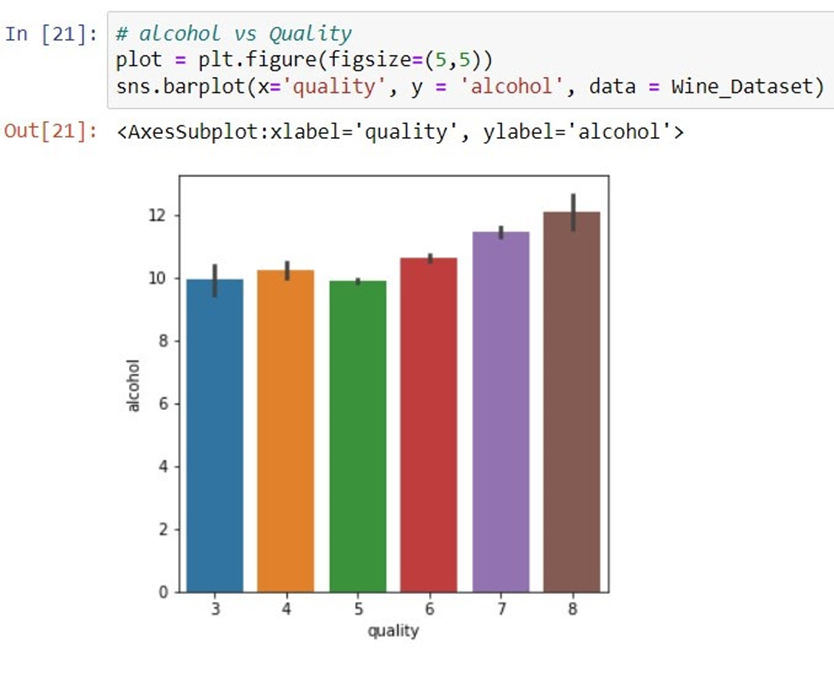 In [21]: # alcohol vs Quality
plot = plt.figure(figsize=(5,5))
sns.barplot(x='quality', y = 'alcohol', data = Wine_Dataset)
Out[21]: <AxesSubplot:xlabel='quality', ylabel='alcohol'>
12
10
8
6
4
2
0
alcohol
3 4 5 6 7 8
quality